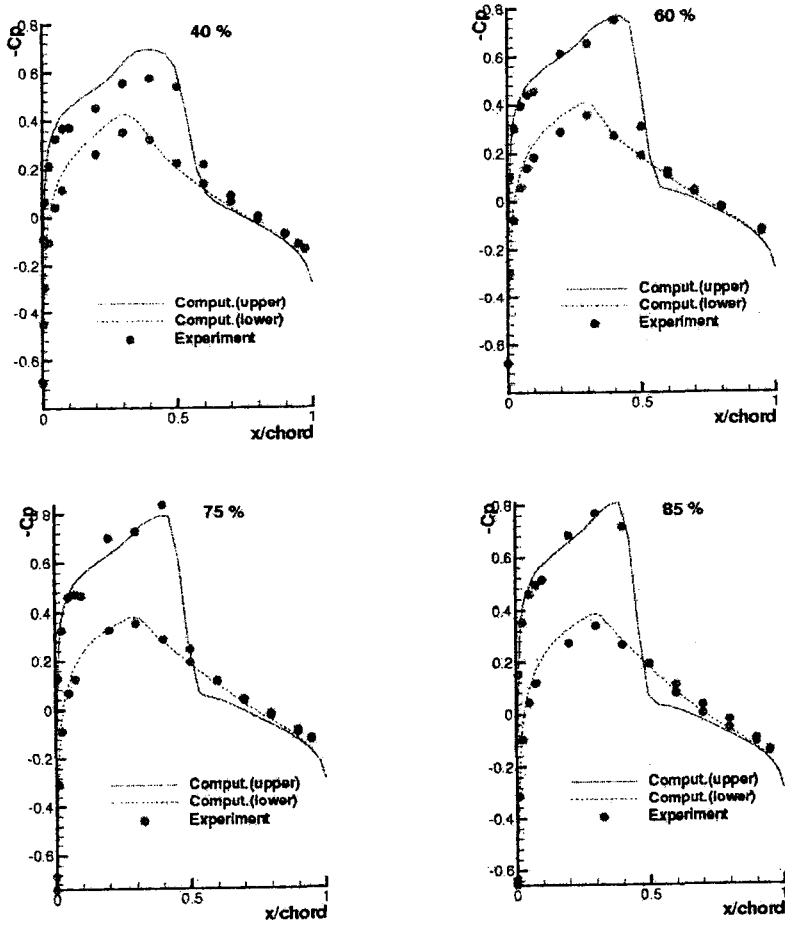 40 %
-Cp
0.8
0.6
0.4
0.2
0
-0.2
-0.4
-0.6
Comput.(upper)
Comput.(lower)
Experiment
0
0.5
1
x/chord
60 %
-Cp
0.8
0.6
0.4
0.2
0
-0.2
-0.4
-0.6
-0.8
Comput.(upper)
Comput.(lower)
Experiment
0
0.5
1
x/chord
75 %
-Cp
0.8
0.6
0.4
0.2
0
-0.2
-0.4
-0.6
Comput.(upper)
Comput.(lower)
Experiment
0
0.5
1
x/chord
85 %
-Cp
0.8
0.6
0.4
0.2
0
-0.2
-0.4
-0.6
Comput.(upper)
Comput.(lower)
Experiment
0
0.5
1
x/chord